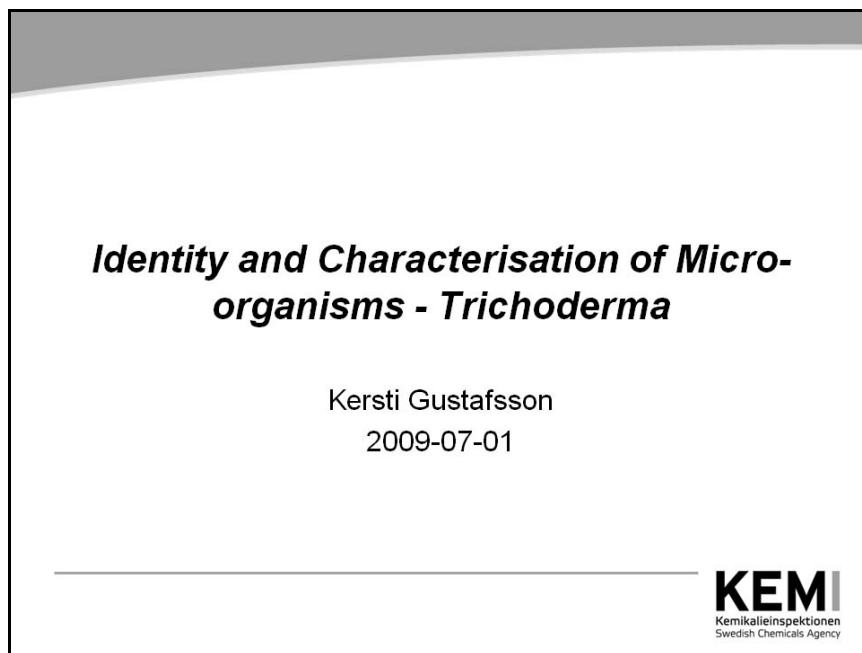 Identity and Characterisation of Micro-
organisms - Trichoderma
Kersti Gustafsson
2009-07-01
KEMI
Kemikalieinspektionen
Swedish Chemicals Agency